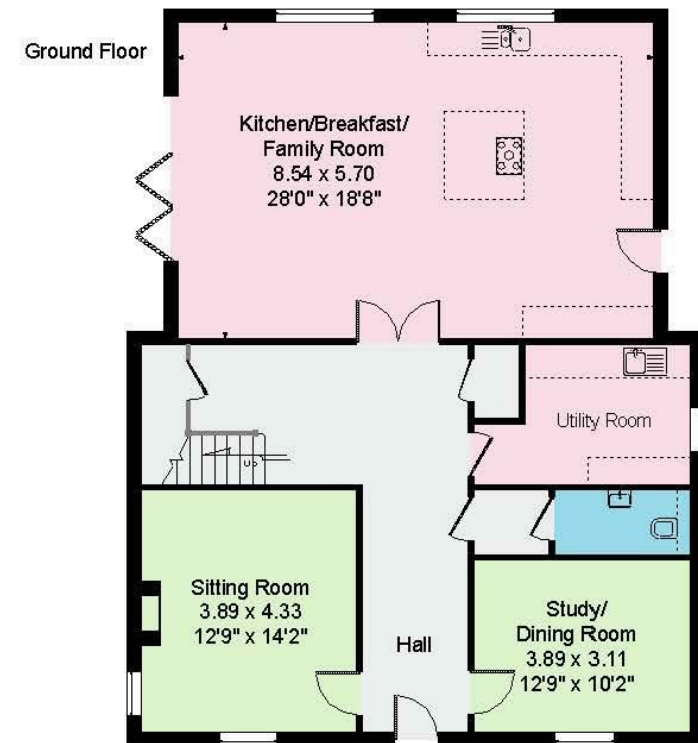 Ground Floor
Kitchen/Breakfast/
Family Room
8.54 x 5.70
28'0" x 18'8"
Utility Room
UP
Sitting Room
3.89 x 4.33
12'9" x 14'2"
Hall
Study/
Dining Room
3.89 x 3.11
12'9" x 10'2"